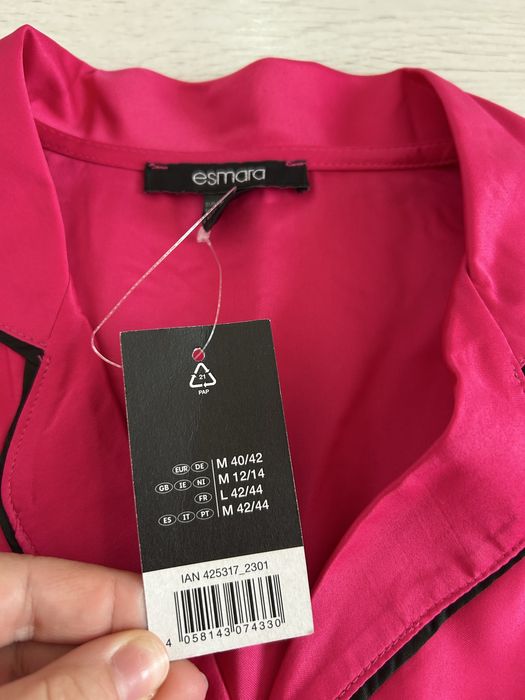 esmara
21
PAP
EUR DE M 40/42
GB IE NI M 12/14
FR L 42/44
ES IT PT M 42/44
IAN 425317_2301
4 058143 074330